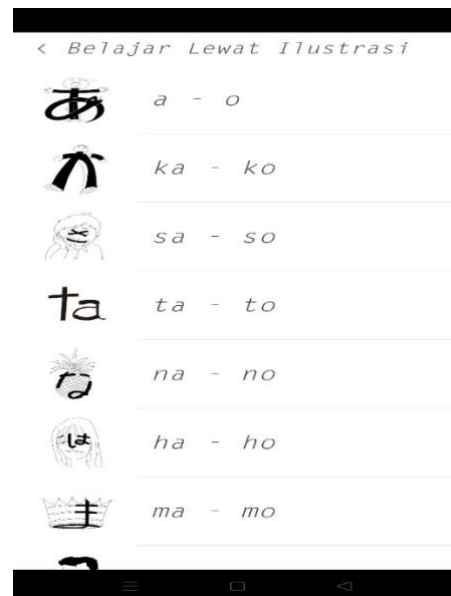 < Belajar Lewat Ilustrasi
あ a - o
か ka - ko
さ sa - so
ta ta - to
な na - no
は ha - ho
ま ma - mo